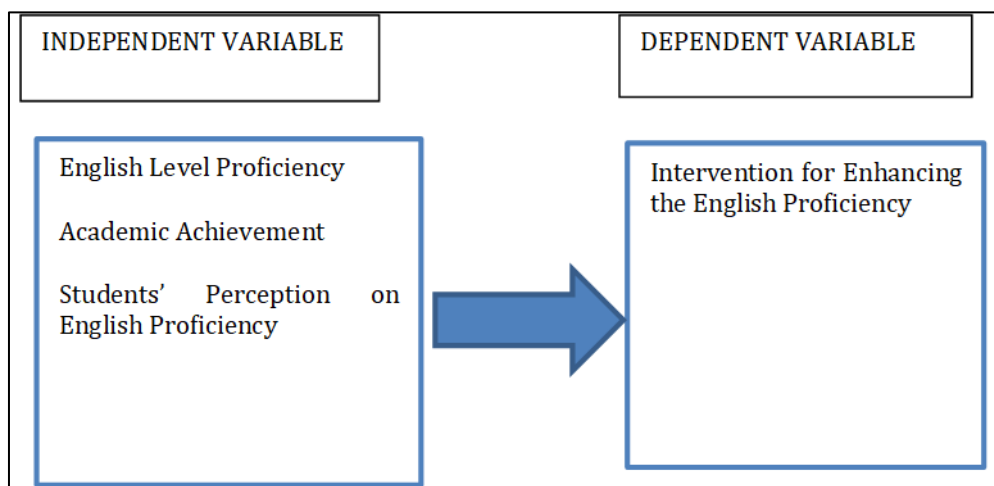 INDEPENDENT VARIABLE
DEPENDENT VARIABLE
English Level Proficiency
Academic Achievement
Students’ Perception on
English Proficiency
Intervention for Enhancing
the English Proficiency